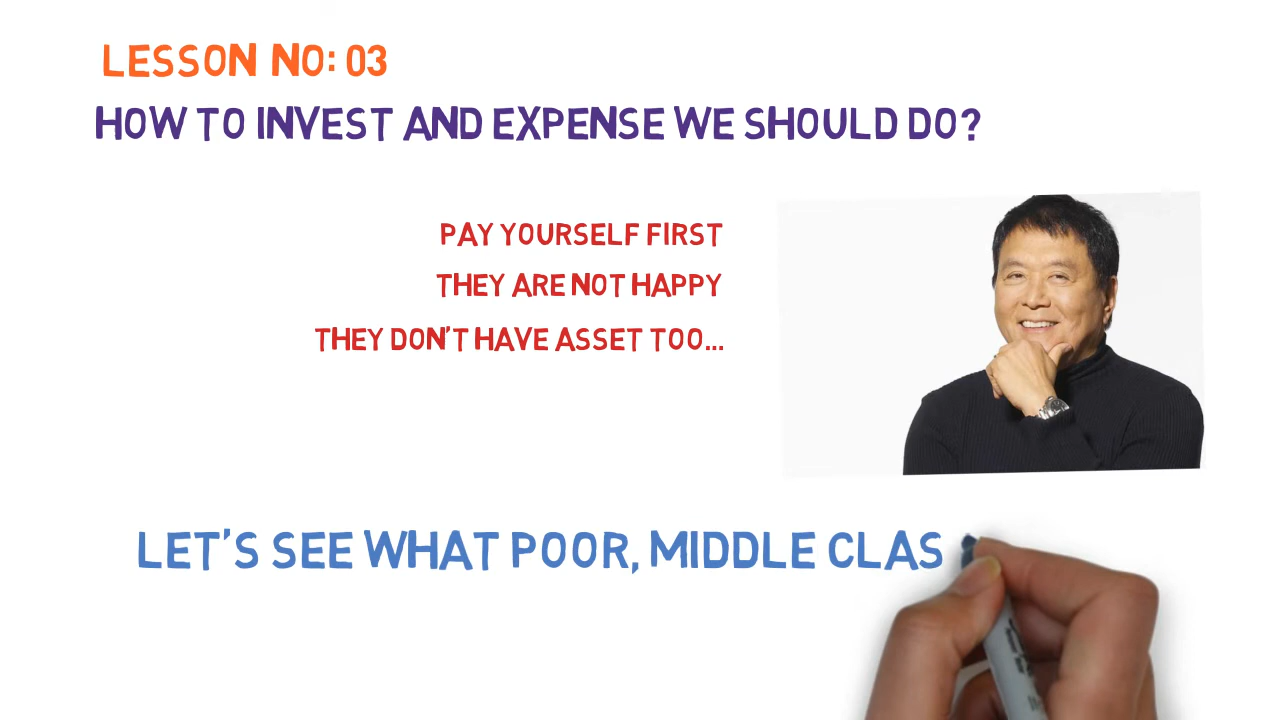 LESSON NO: 03
HOW TO INVEST AND EXPENSE WE SHOULD DO?
PAY YOURSELF FIRST
THEY ARE NOT HAPPY
THEY DON'T HAVE ASSET TOO...
LET'S SEE WHAT POOR, MIDDLE CLAS